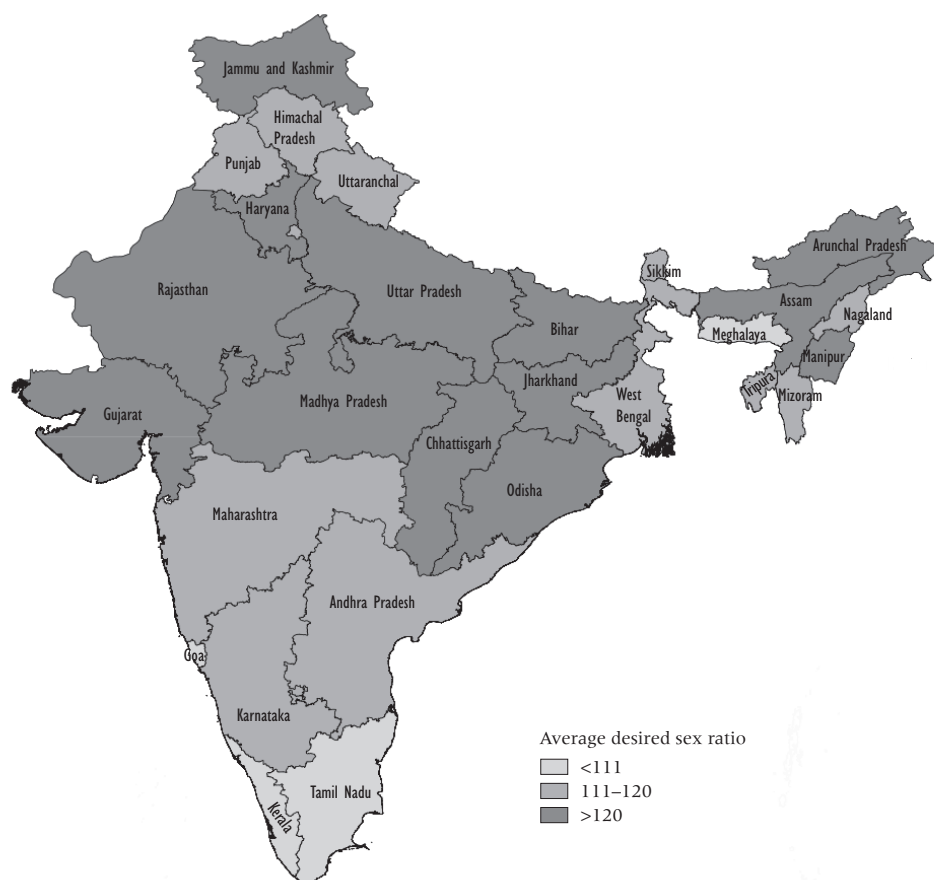 Jammu and Kashmir
Himachal
Pradesh
Punjab
Uttaranchal
Haryana
Arunchal Pradesh
Sikkim
Rajasthan
Uttar Pradesh
Assam
Nagaland
Bihar
Meghalaya
Manipur
Jharkhand
Tripura
Mizoram
Madhya Pradesh
West
Bengal
Gujarat
Chhattisgarh
Odisha
Maharashtra
Andhra Pradesh
Goa
Karnataka
Average desired sex ratio
<111
111–120
>120
Tamil Nadu
Kerala